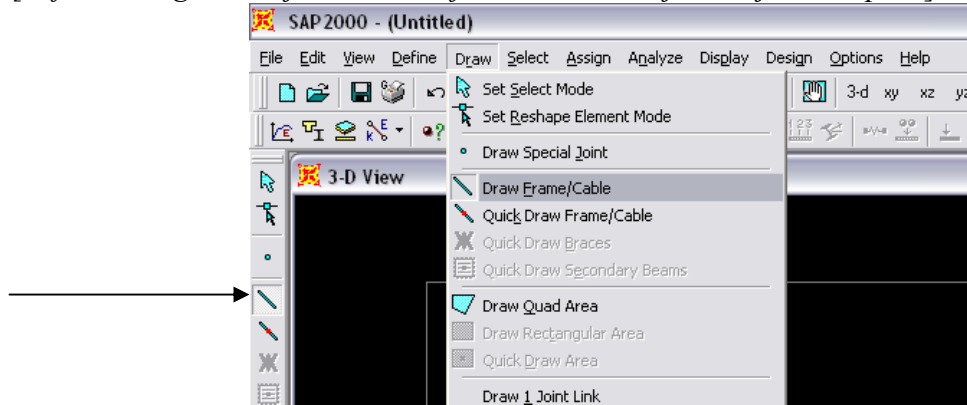 SAP2000 - (Untitled)
File Edit View Define Draw Select Assign Analyze Display Design Options Help
3-d xy xz
Set Select Mode
Set Reshape Element Mode
Draw Special Joint
3-D View
Draw Frame/Cable
Quick Draw Frame/Cable
Quick Draw Braces
Quick Draw Secondary Beams
Draw Quad Area
Draw Rectangular Area
Quick Draw Area
Draw 1 Joint Link